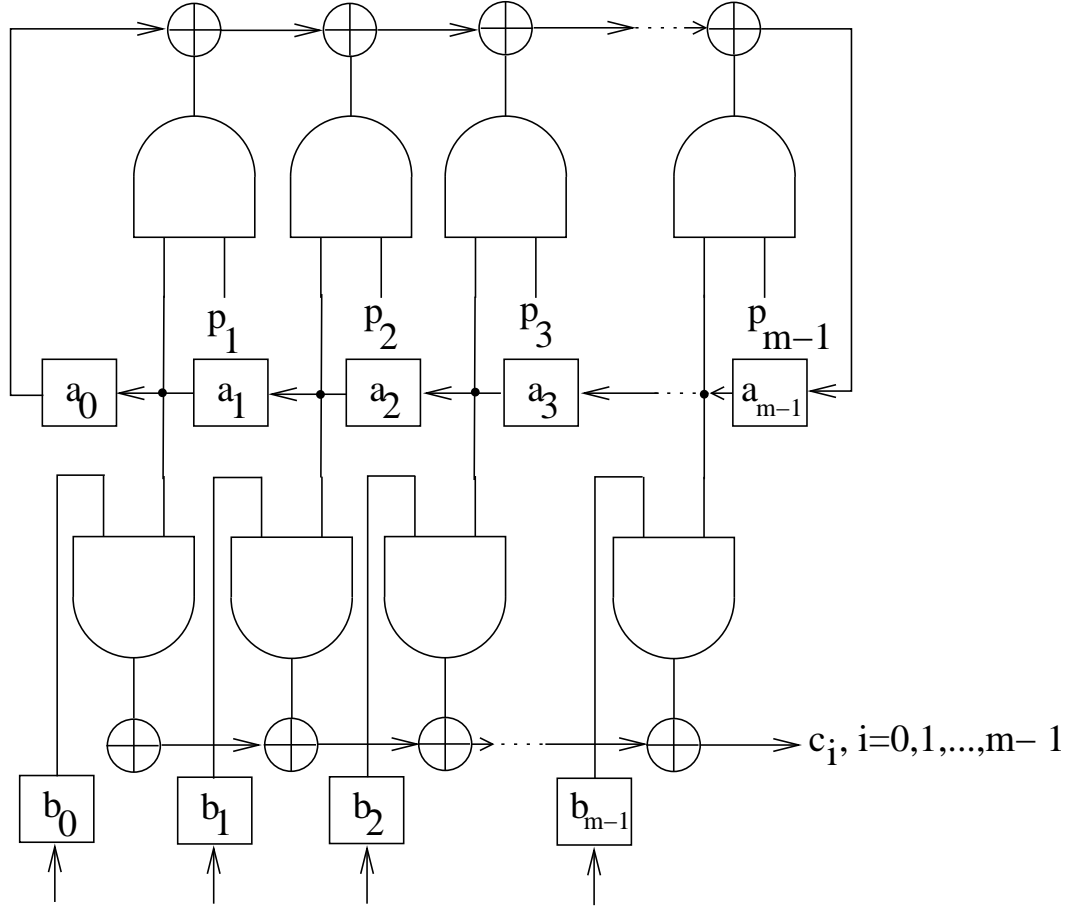 p1 p2 p3 pm−1
a0 a1 a2 a3 am−1
ci, i=0,1,...,m− 1
b0 b1 b2 bm−1